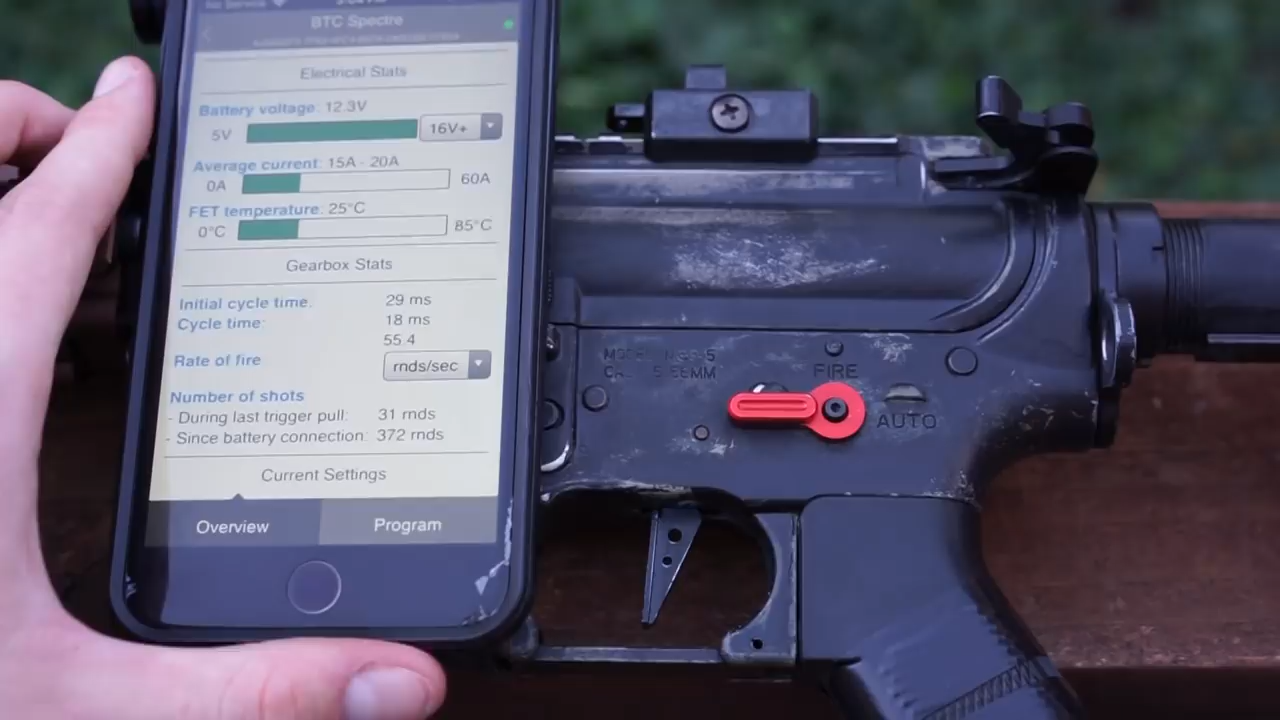 No Service
BTC Spectre
Electrical Stats
Battery voltage: 12.3V
5V 16V+
Average current: 15A - 20A
0A 60A
FET temperature: 25°C
0°C 85°C
Gearbox Stats
Initial cycle time: 29 ms
Cycle time: 18 ms
55.4
Rate of fire rnds/sec
Number of shots
- During last trigger pull: 31 rnds
- Since battery connection: 372 rnds
Current Settings
Overview Program
FIRE
AUTO